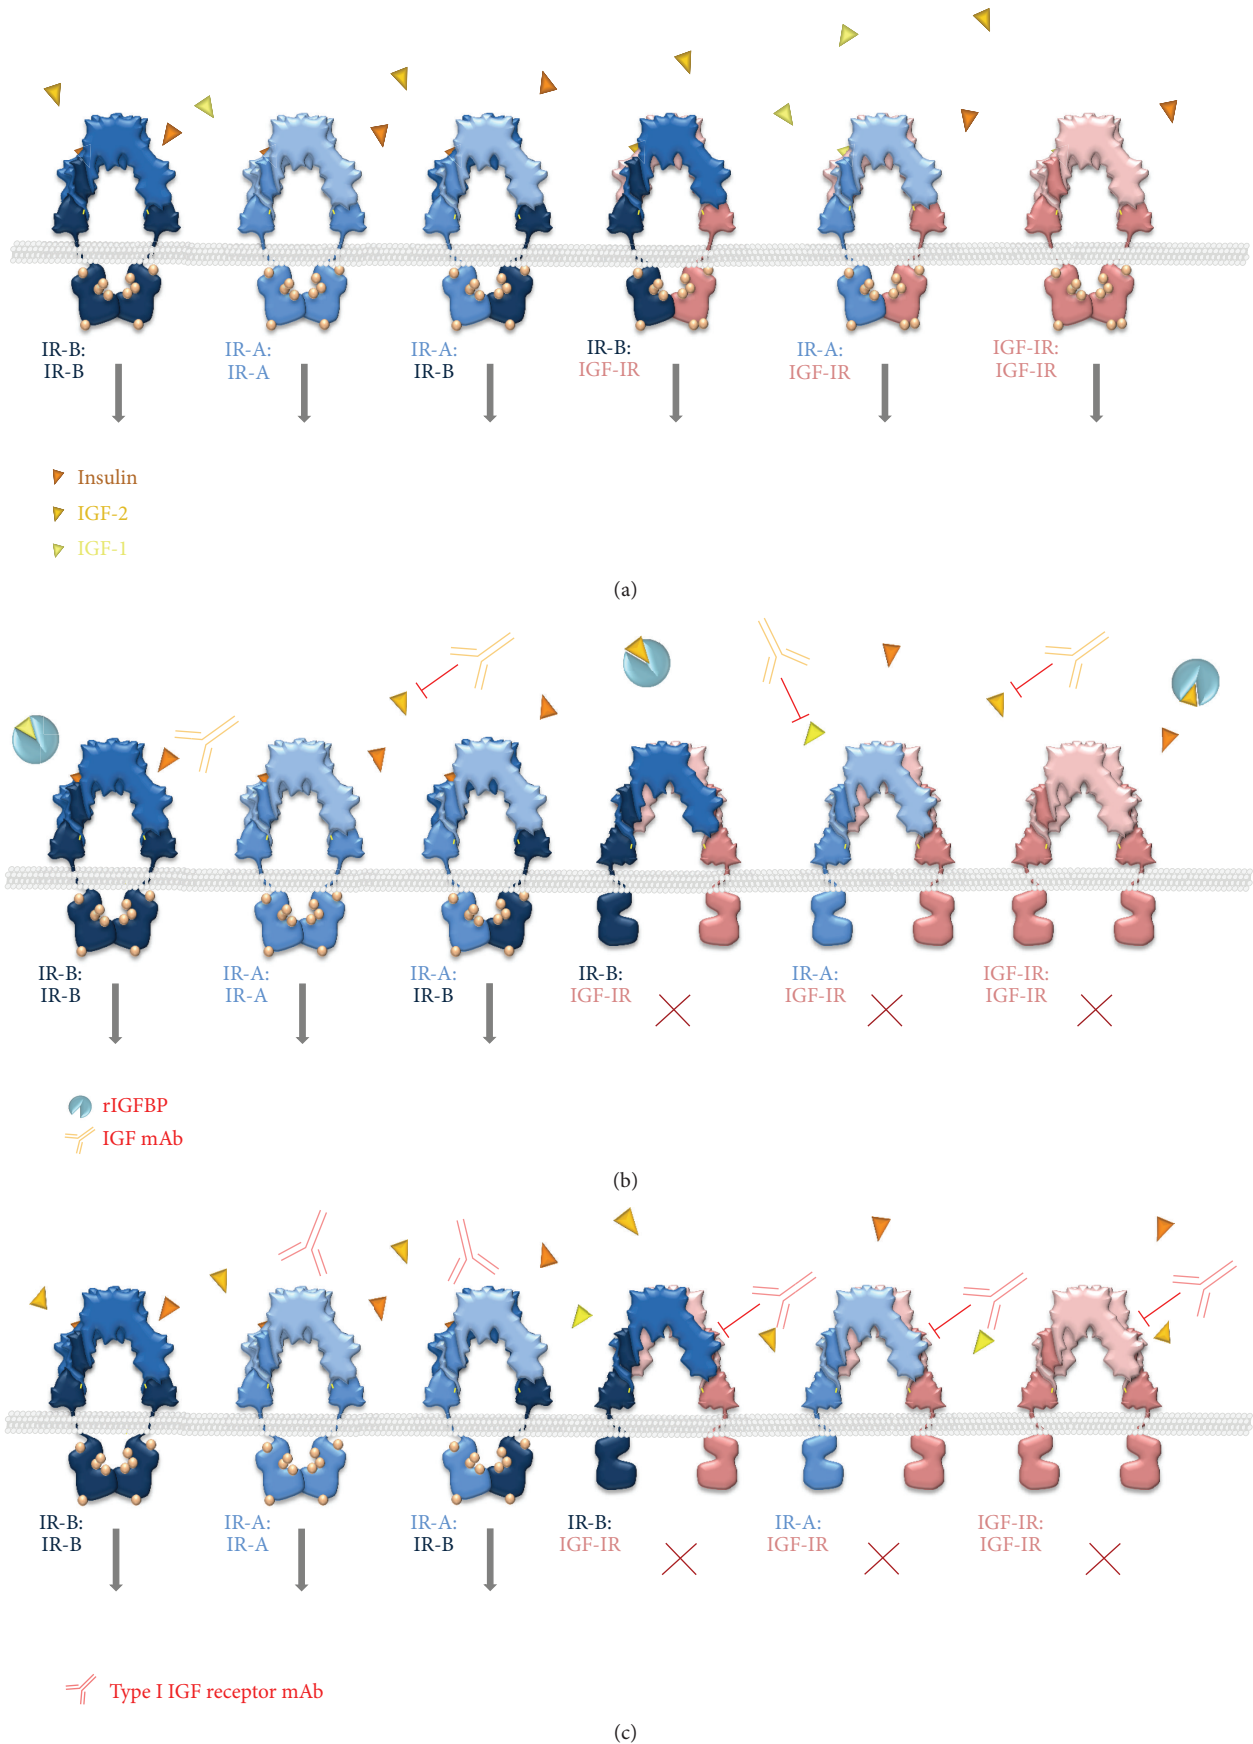 IR-B:
IR-B
IR-A:
IR-A
IR-A:
IR-B
IR-B:
IGF-IR
IR-A:
IGF-IR
IGF-IR:
IGF-IR
Insulin
IGF-2
IGF-1
(a)
IR-B:
IR-B
IR-A:
IR-A
IR-A:
IR-B
IR-B:
IGF-IR
IR-A:
IGF-IR
IGF-IR:
IGF-IR
rIGFBP
IGF mAb
(b)
IR-B:
IR-B
IR-A:
IR-A
IR-A:
IR-B
IR-B:
IGF-IR
IR-A:
IGF-IR
IGF-IR:
IGF-IR
Type I IGF receptor mAb
(c)